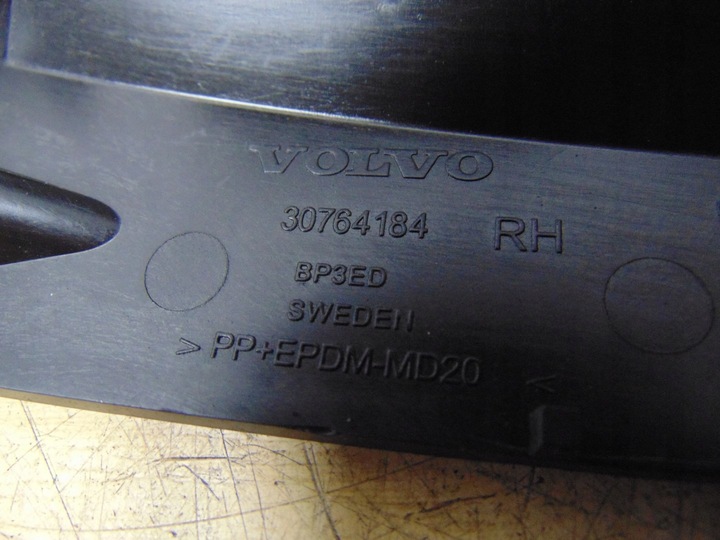 VOLVO
30764184 RH
BP3ED
SWEDEN
> PP+EPDM-MD20 <